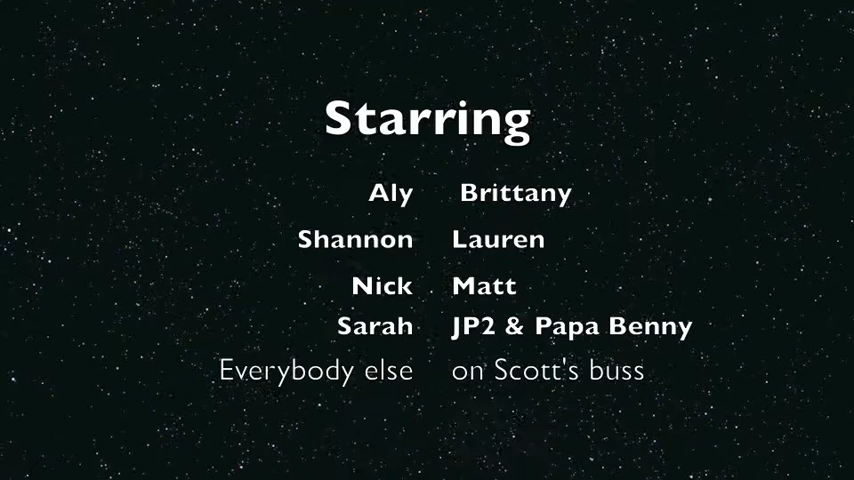 Starring
Aly Brittany
Shannon Lauren
Nick Matt
Sarah JP2 & Papa Benny
Everybody else on Scott's buss